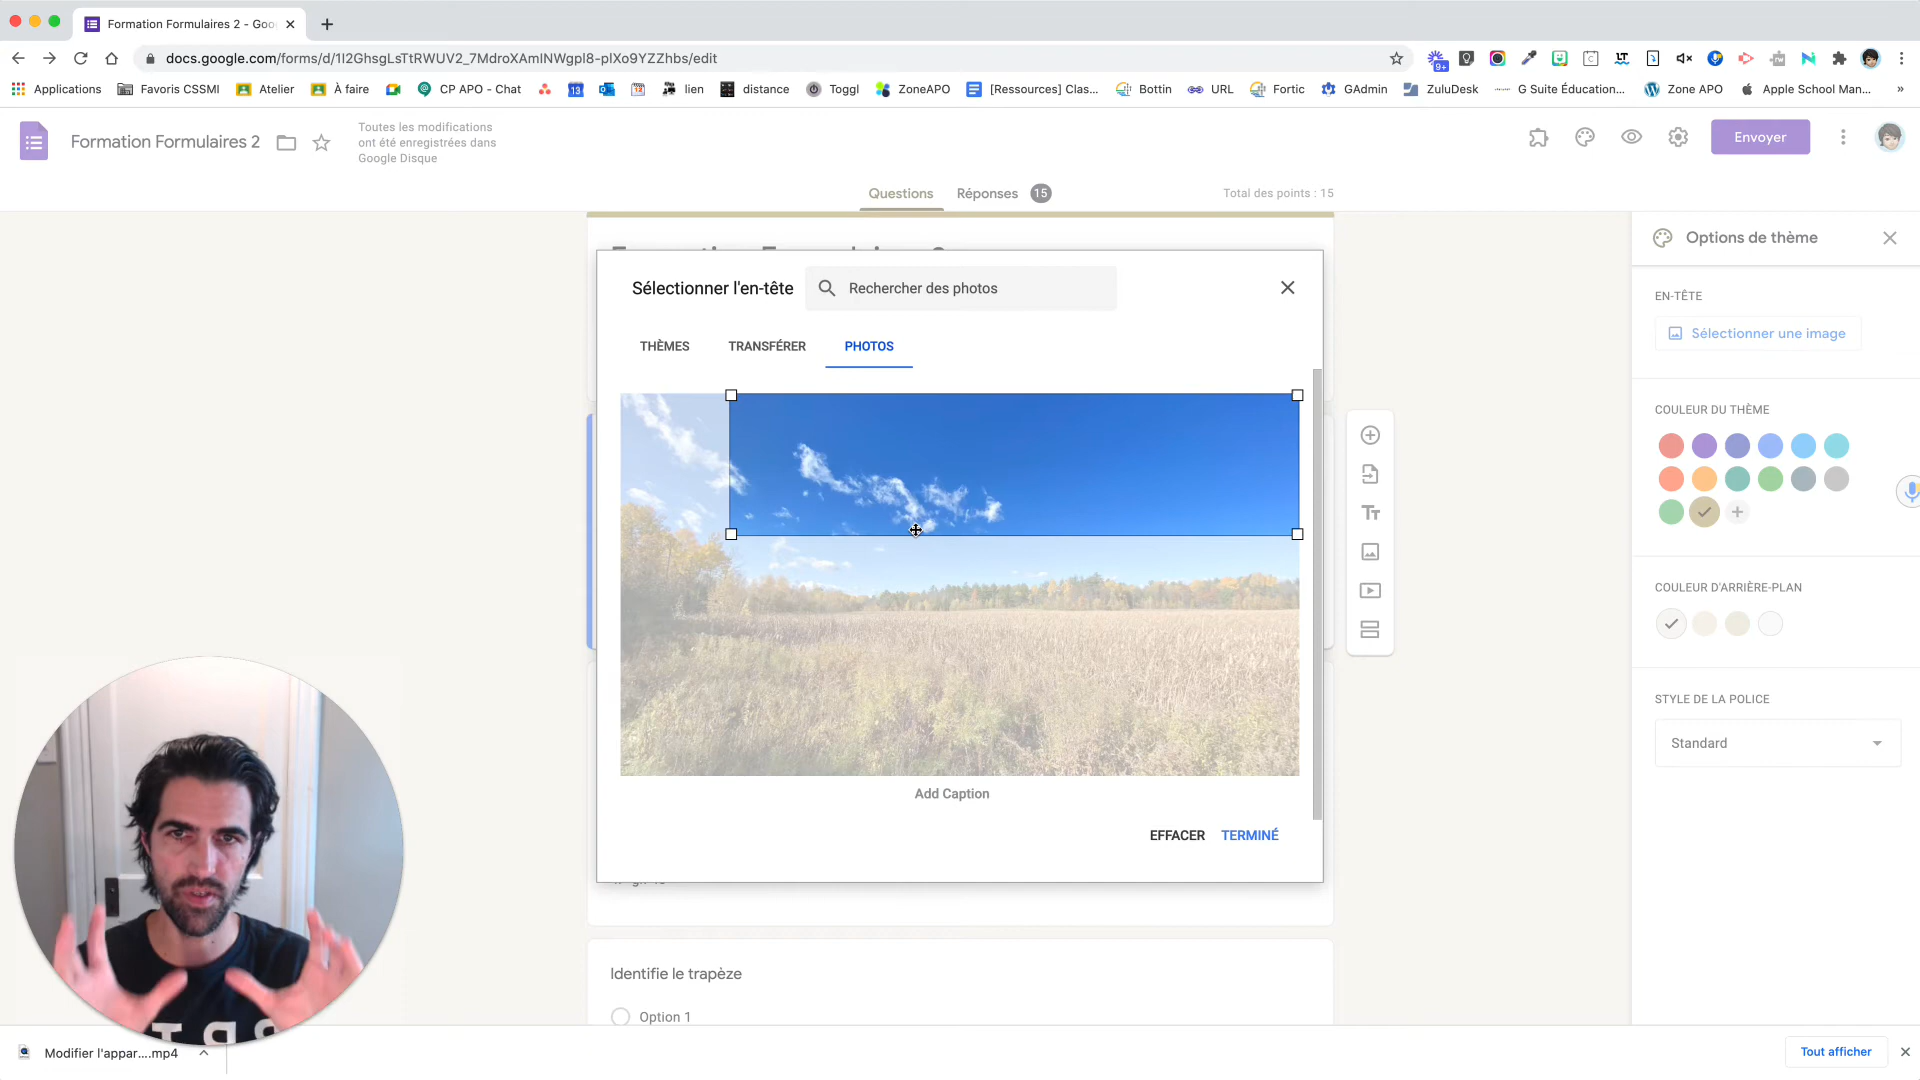 Formation Formulaires 2 - Goo
docs.google.com/forms/d/1I2GhsgLsTtRWUV2_7MdroXAmINWgpI8-pIXo9YZZhbs/edit
9+
Applications
Favoris CSSMI
Atelier
À faire
CP APO - Chat
13
lien
distance
Toggl
ZoneAPO
[Ressources] Clas...
Bottin
URL
Fortic
GAdmin
ZuluDesk
G Suite Éducation...
Zone APO
Apple School Man...
»
Formation Formulaires 2
Toutes les modifications
ont été enregistrées dans
Google Disque
Envoyer
Questions
Réponses 15
Total des points : 15
Options de thème
Sélectionner l'en-tête
Rechercher des photos
THÈMES
TRANSFÉRER
PHOTOS
EN-TÊTE
Sélectionner une image
COULEUR DU THÈME
COULEUR D'ARRIÈRE-PLAN
STYLE DE LA POLICE
Standard
Add Caption
EFFACER
TERMINÉ
Identifie le trapèze
Option 1
Modifier l'appar....mp4
Tout afficher